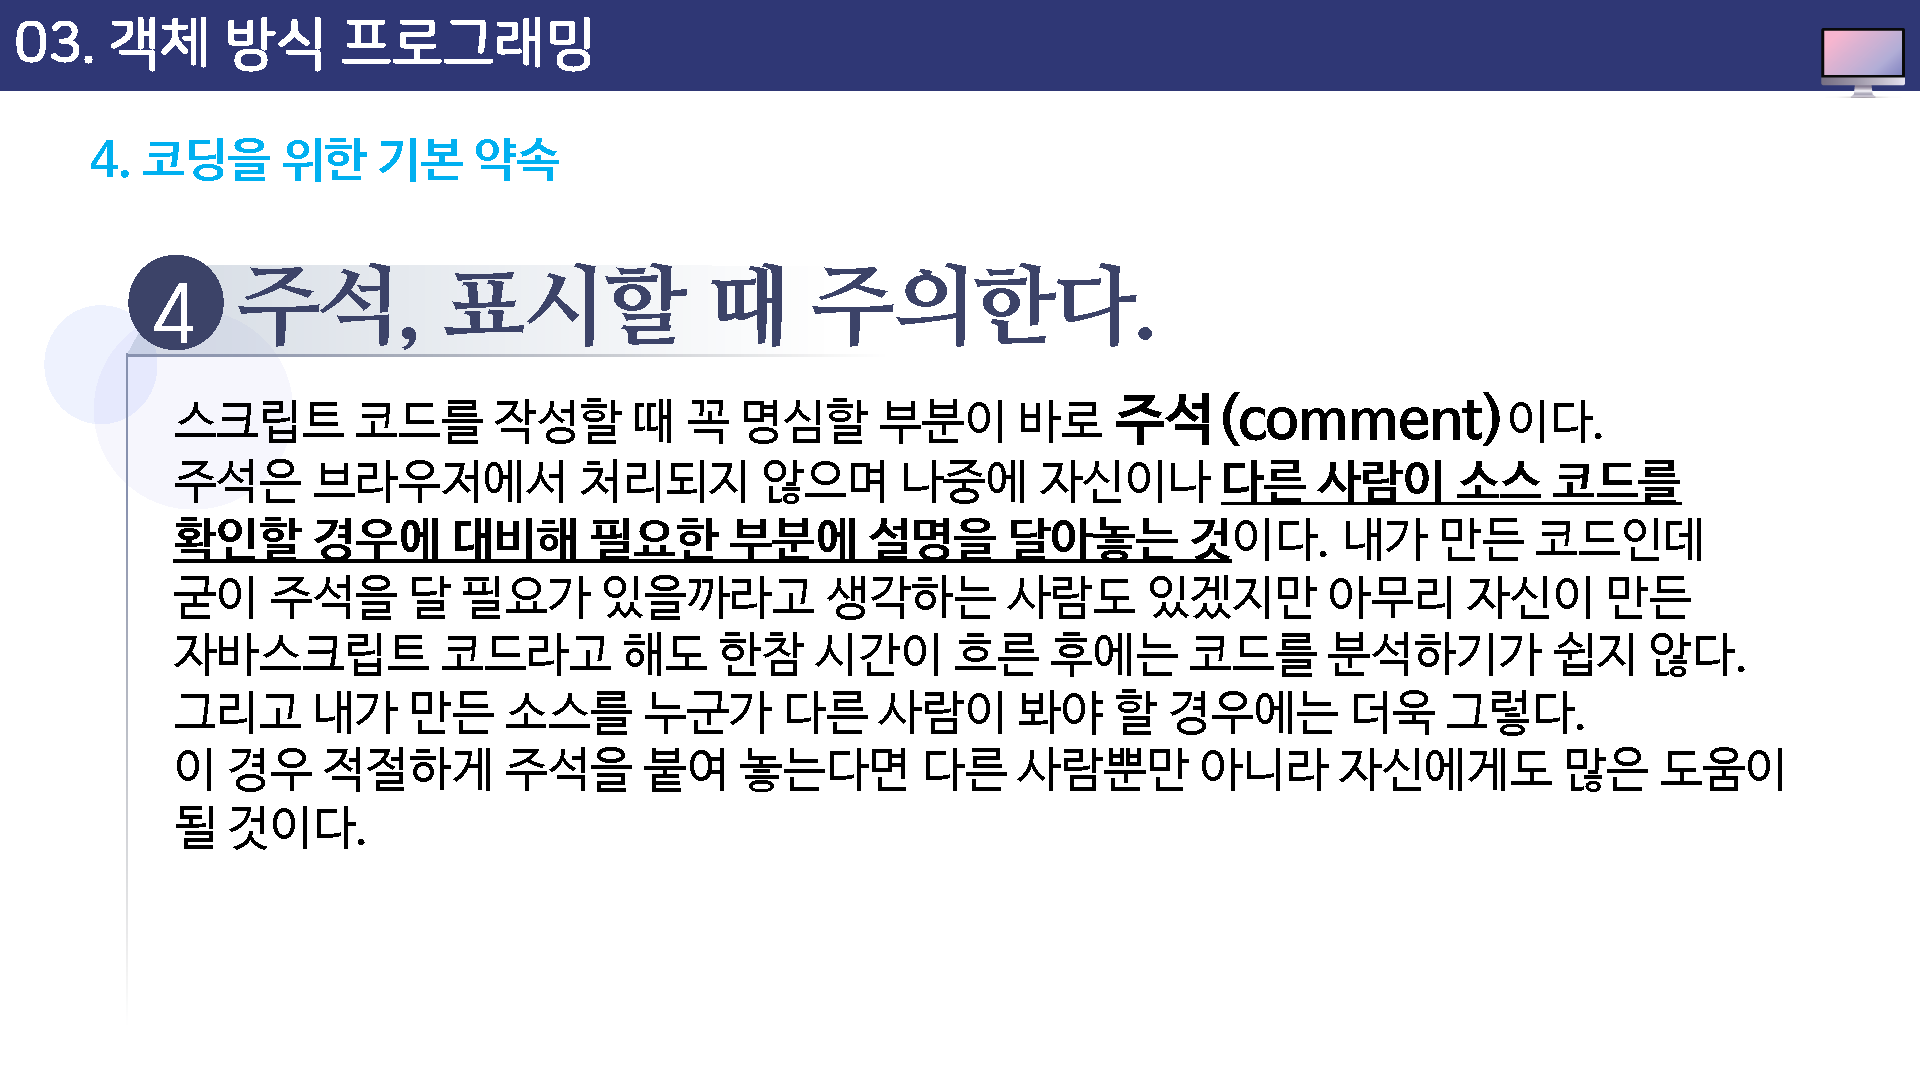 03. 객체 방식 프로그래밍
4. 코딩을 위한 기본 약속
4 주석, 표시할 때 주의한다.
스크립트 코드를 작성할 때 꼭 명심할 부분이 바로 주석(comment)이다.
주석은 브라우저에서 처리되지 않으며 나중에 자신이나 다른 사람이 소스 코드를
확인할 경우에 대비해 필요한 부분에 설명을 달아놓는 것이다. 내가 만든 코드인데
굳이 주석을 달 필요가 있을까라고 생각하는 사람도 있겠지만 아무리 자신이 만든
자바스크립트 코드라고 해도 한참 시간이 흐른 후에는 코드를 분석하기가 쉽지 않다.
그리고 내가 만든 소스를 누군가 다른 사람이 봐야 할 경우에는 더욱 그렇다.
이 경우 적절하게 주석을 붙여 놓는다면 다른 사람뿐만 아니라 자신에게도 많은 도움이
될 것이다.